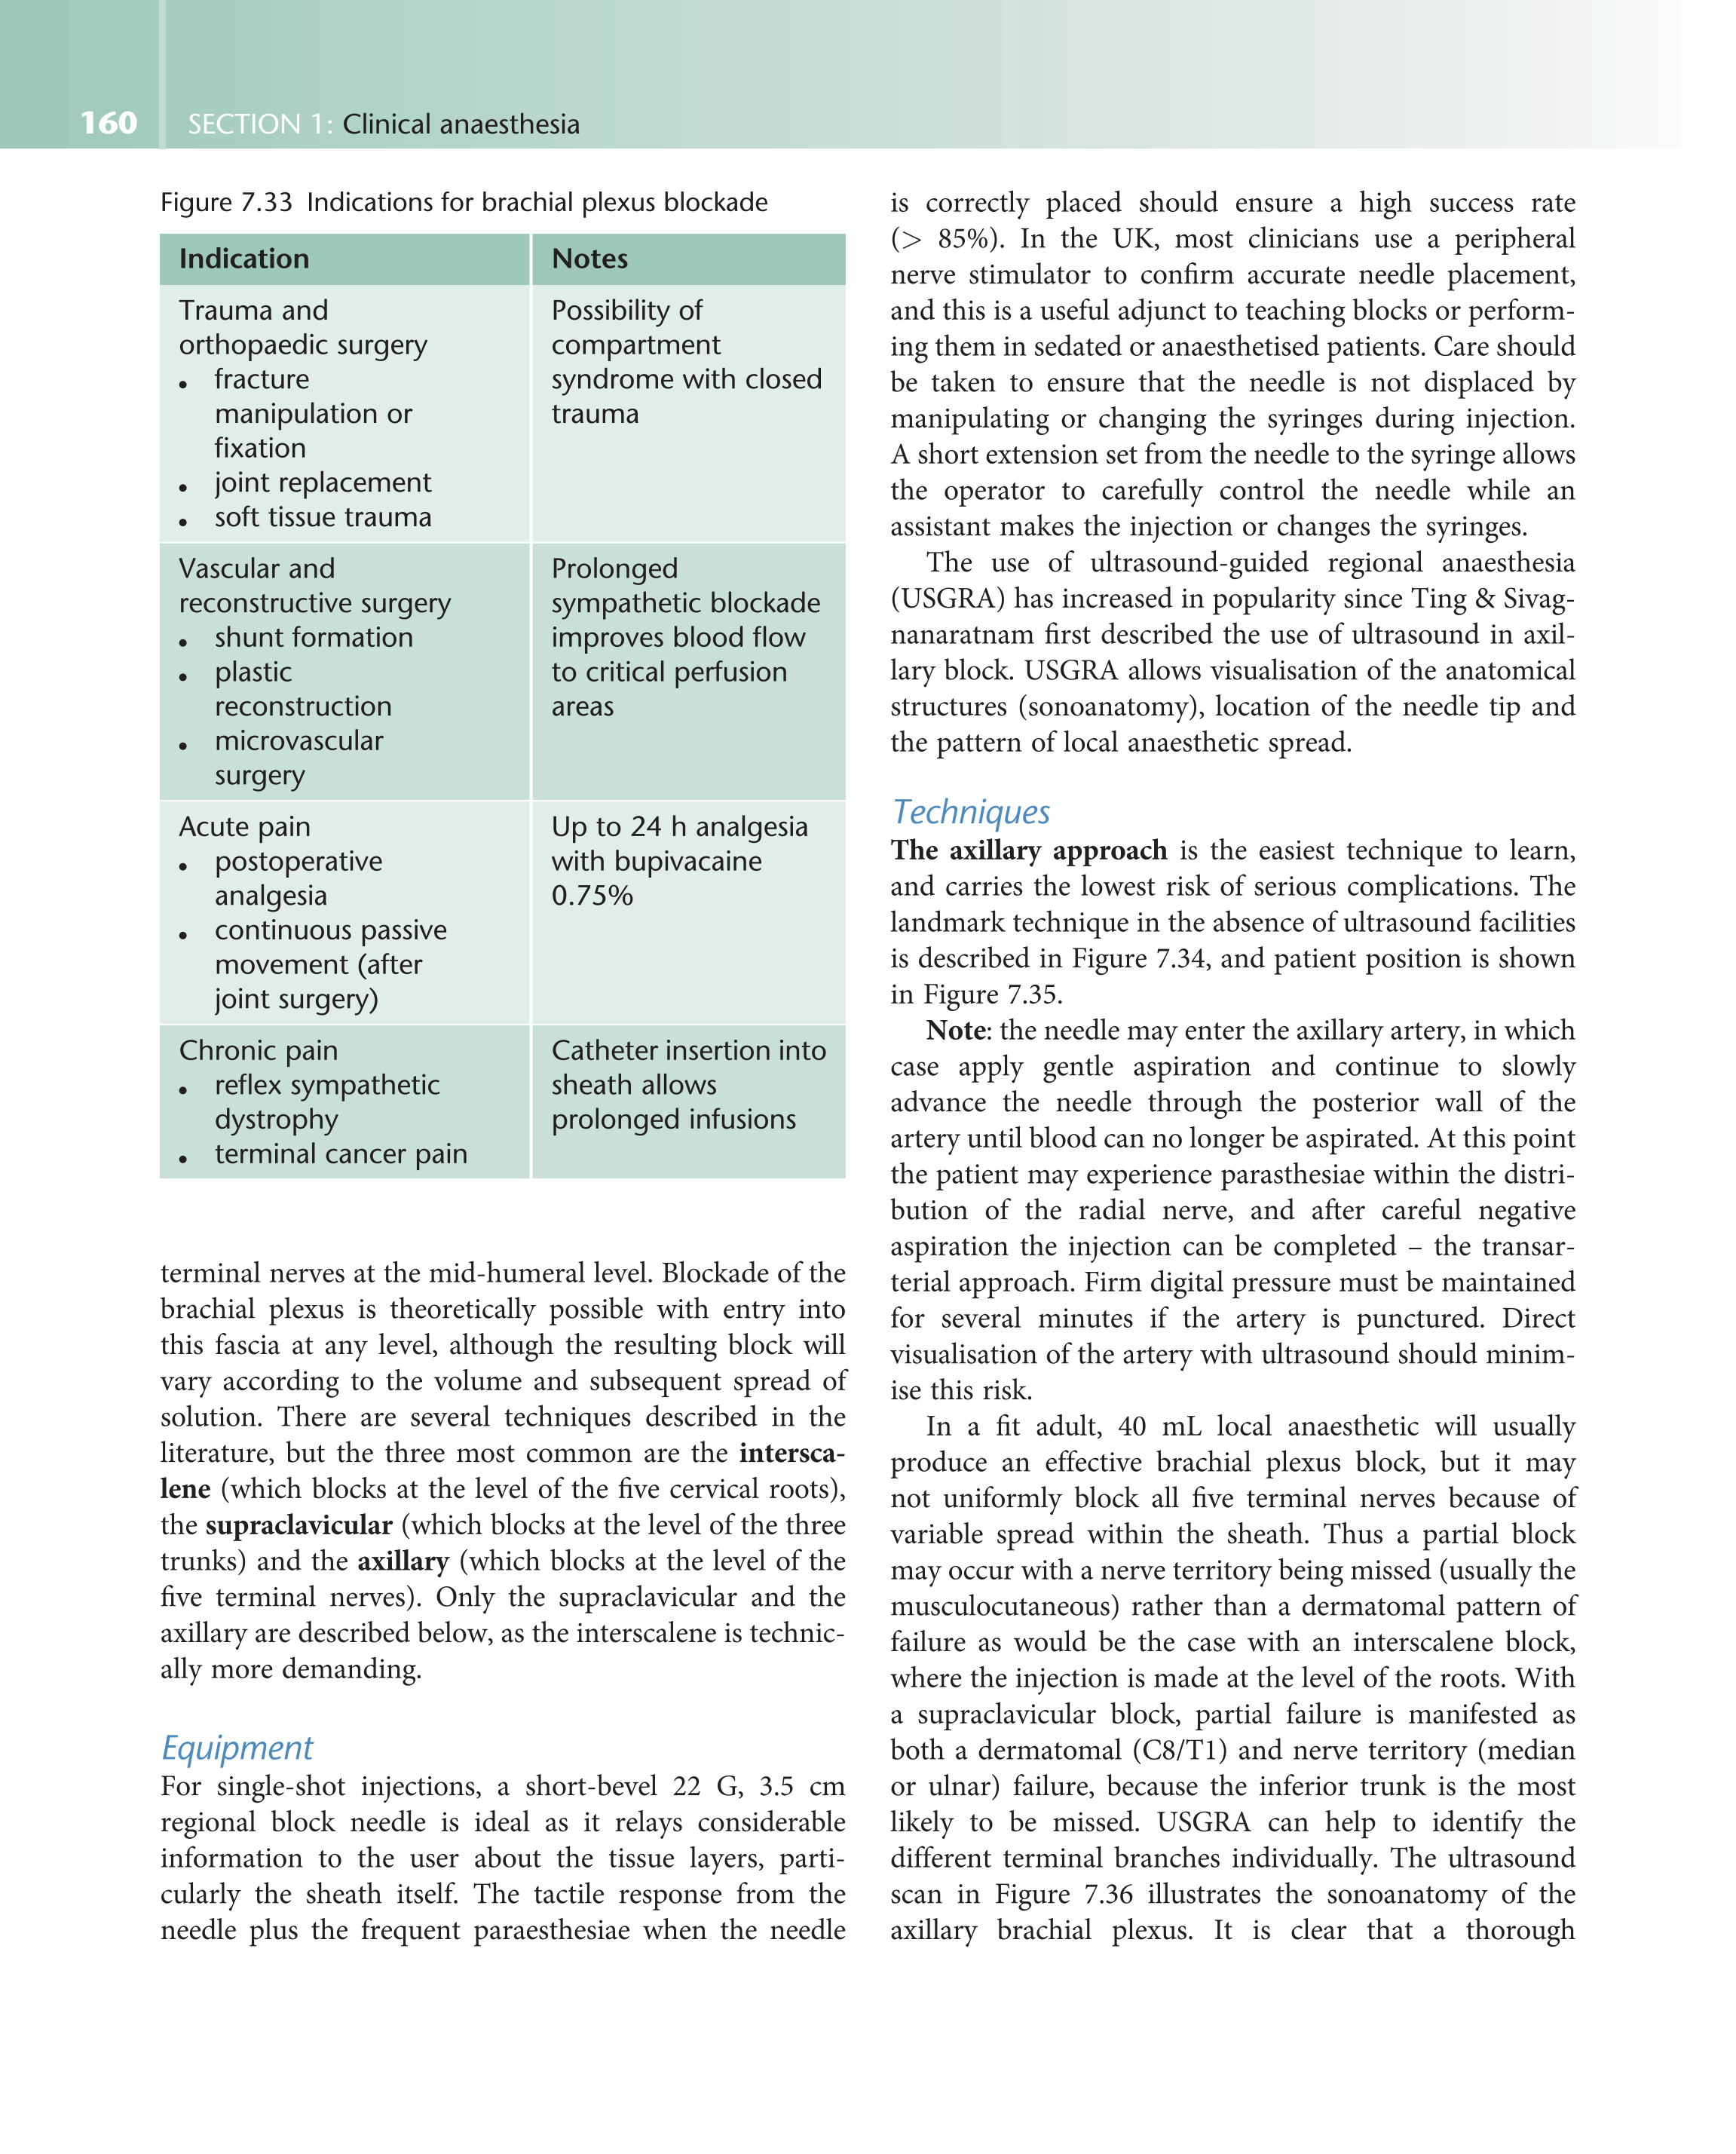 160 SECTION 1: Clinical anaesthesia
Figure 7.33 Indications for brachial plexus blockade
Indication
Notes
Trauma and
orthopaedic surgery
• fracture
manipulation or
fixation
• joint replacement
• soft tissue trauma
Possibility of
compartment
syndrome with closed
trauma
Vascular and
reconstructive surgery
• shunt formation
• plastic
reconstruction
• microvascular
surgery
Prolonged
sympathetic blockade
improves blood flow
to critical perfusion
areas
Acute pain
• postoperative
analgesia
• continuous passive
movement (after
joint surgery)
Up to 24 h analgesia
with bupivacaine
0.75%
Chronic pain
• reflex sympathetic
dystrophy
• terminal cancer pain
Catheter insertion into
sheath allows
prolonged infusions
terminal nerves at the mid-humeral level. Blockade of the
brachial plexus is theoretically possible with entry into
this fascia at any level, although the resulting block will
vary according to the volume and subsequent spread of
solution. There are several techniques described in the
literature, but the three most common are the intersca-
lene (which blocks at the level of the five cervical roots),
the supraclavicular (which blocks at the level of the three
trunks) and the axillary (which blocks at the level of the
five terminal nerves). Only the supraclavicular and the
axillary are described below, as the interscalene is technic-
ally more demanding.
Equipment
For single-shot injections, a short-bevel 22 G, 3.5 cm
regional block needle is ideal as it relays considerable
information to the user about the tissue layers, parti-
cularly the sheath itself. The tactile response from the
needle plus the frequent paraesthesiae when the needle
is correctly placed should ensure a high success rate
(> 85%). In the UK, most clinicians use a peripheral
nerve stimulator to confirm accurate needle placement,
and this is a useful adjunct to teaching blocks or perform-
ing them in sedated or anaesthetised patients. Care should
be taken to ensure that the needle is not displaced by
manipulating or changing the syringes during injection.
A short extension set from the needle to the syringe allows
the operator to carefully control the needle while an
assistant makes the injection or changes the syringes.
The use of ultrasound-guided regional anaesthesia
(USGRA) has increased in popularity since Ting & Sivag-
nanaratnam first described the use of ultrasound in axil-
lary block. USGRA allows visualisation of the anatomical
structures (sonoanatomy), location of the needle tip and
the pattern of local anaesthetic spread.
Techniques
The axillary approach is the easiest technique to learn,
and carries the lowest risk of serious complications. The
landmark technique in the absence of ultrasound facilities
is described in Figure 7.34, and patient position is shown
in Figure 7.35.
Note: the needle may enter the axillary artery, in which
case apply gentle aspiration and continue to slowly
advance the needle through the posterior wall of the
artery until blood can no longer be aspirated. At this point
the patient may experience parasthesiae within the distri-
bution of the radial nerve, and after careful negative
aspiration the injection can be completed – the transar-
terial approach. Firm digital pressure must be maintained
for several minutes if the artery is punctured. Direct
visualisation of the artery with ultrasound should minim-
ise this risk.
In a fit adult, 40 mL local anaesthetic will usually
produce an effective brachial plexus block, but it may
not uniformly block all five terminal nerves because of
variable spread within the sheath. Thus a partial block
may occur with a nerve territory being missed (usually the
musculocutaneous) rather than a dermatomal pattern of
failure as would be the case with an interscalene block,
where the injection is made at the level of the roots. With
a supraclavicular block, partial failure is manifested as
both a dermatomal (C8/T1) and nerve territory (median
or ulnar) failure, because the inferior trunk is the most
likely to be missed. USGRA can help to identify the
different terminal branches individually. The ultrasound
scan in Figure 7.36 illustrates the sonoanatomy of the
axillary brachial plexus. It is clear that a thorough